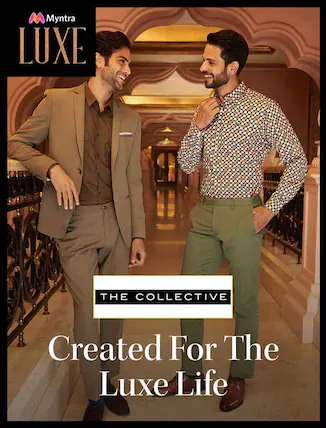 Myntra
LUXE
THE COLLECTIVE
Created For The
Luxe Life